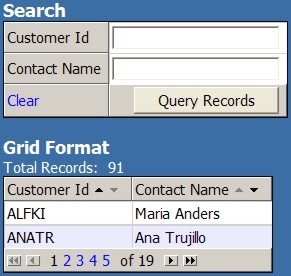 Search
Customer Id
Contact Name
Clear Query Records
Grid Format
Total Records: 91
Customer Id Contact Name
ALFKI Maria Anders
ANATR Ana Trujillo
1 2 3 4 5 of 19